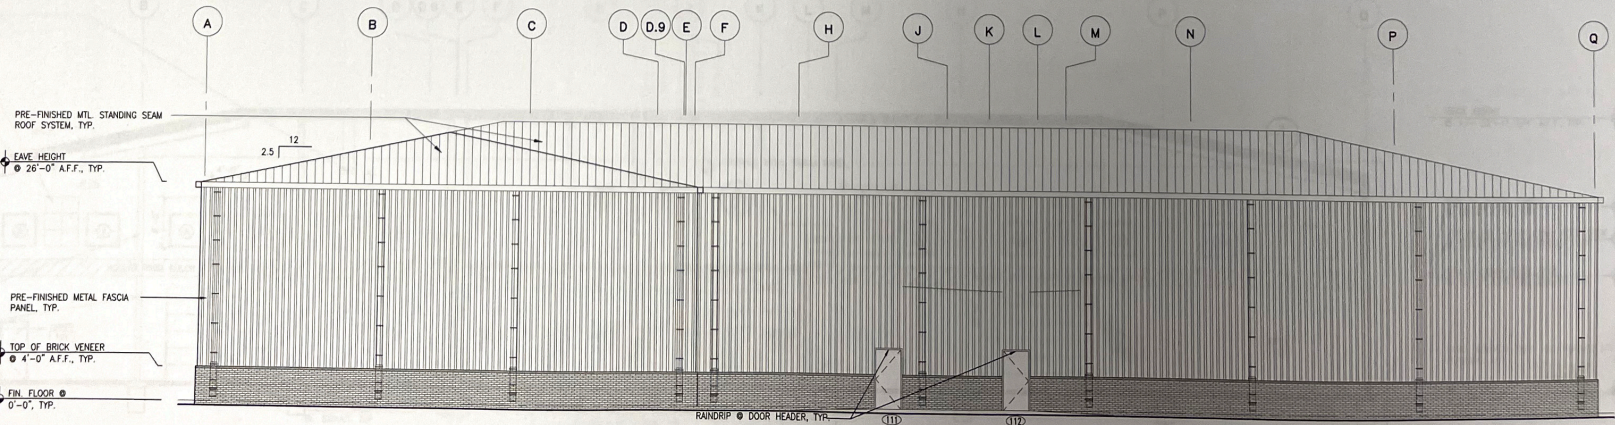 A B C D D.9 E F H J K L M N P Q
PRE-FINISHED MTL. STANDING SEAM
ROOF SYSTEM, TYP.
12
2.5
EAVE HEIGHT
@ 26'-0" A.F.F., TYP.
PRE-FINISHED METAL FASCIA
PANEL, TYP.
TOP OF BRICK VENEER
@ 4'-0" A.F.F., TYP.
FIN. FLOOR @
0'-0", TYP.
RAINDRIP @ DOOR HEADER, TYP.
111 112